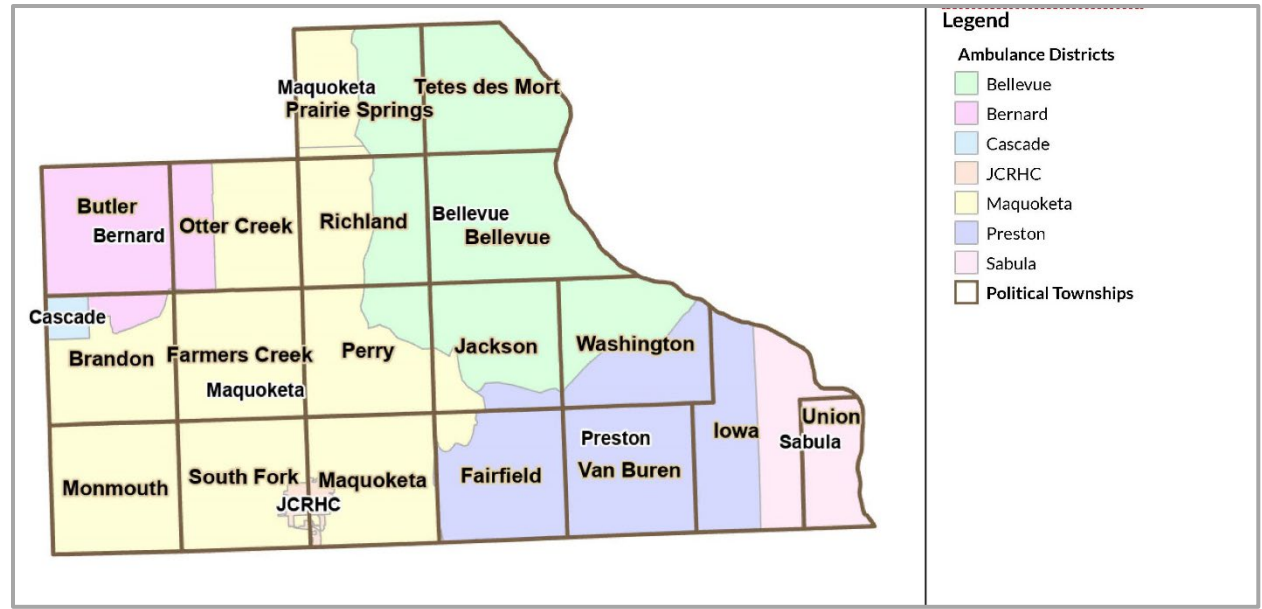 Legend
Ambulance Districts
Bellevue
Bernard
Cascade
JCRHC
Maquoketa
Preston
Sabula
Political Townships
Maquoketa
Prairie Springs
Tetes des Mort
Butler
Bernard
Otter Creek
Richland
Bellevue
Bellevue
Cascade
Brandon
Farmers Creek
Maquoketa
Perry
Jackson
Washington
Monmouth
South Fork
Maquoketa
JCRHC
Fairfield
Preston
Van Buren
Iowa
Union
Sabula